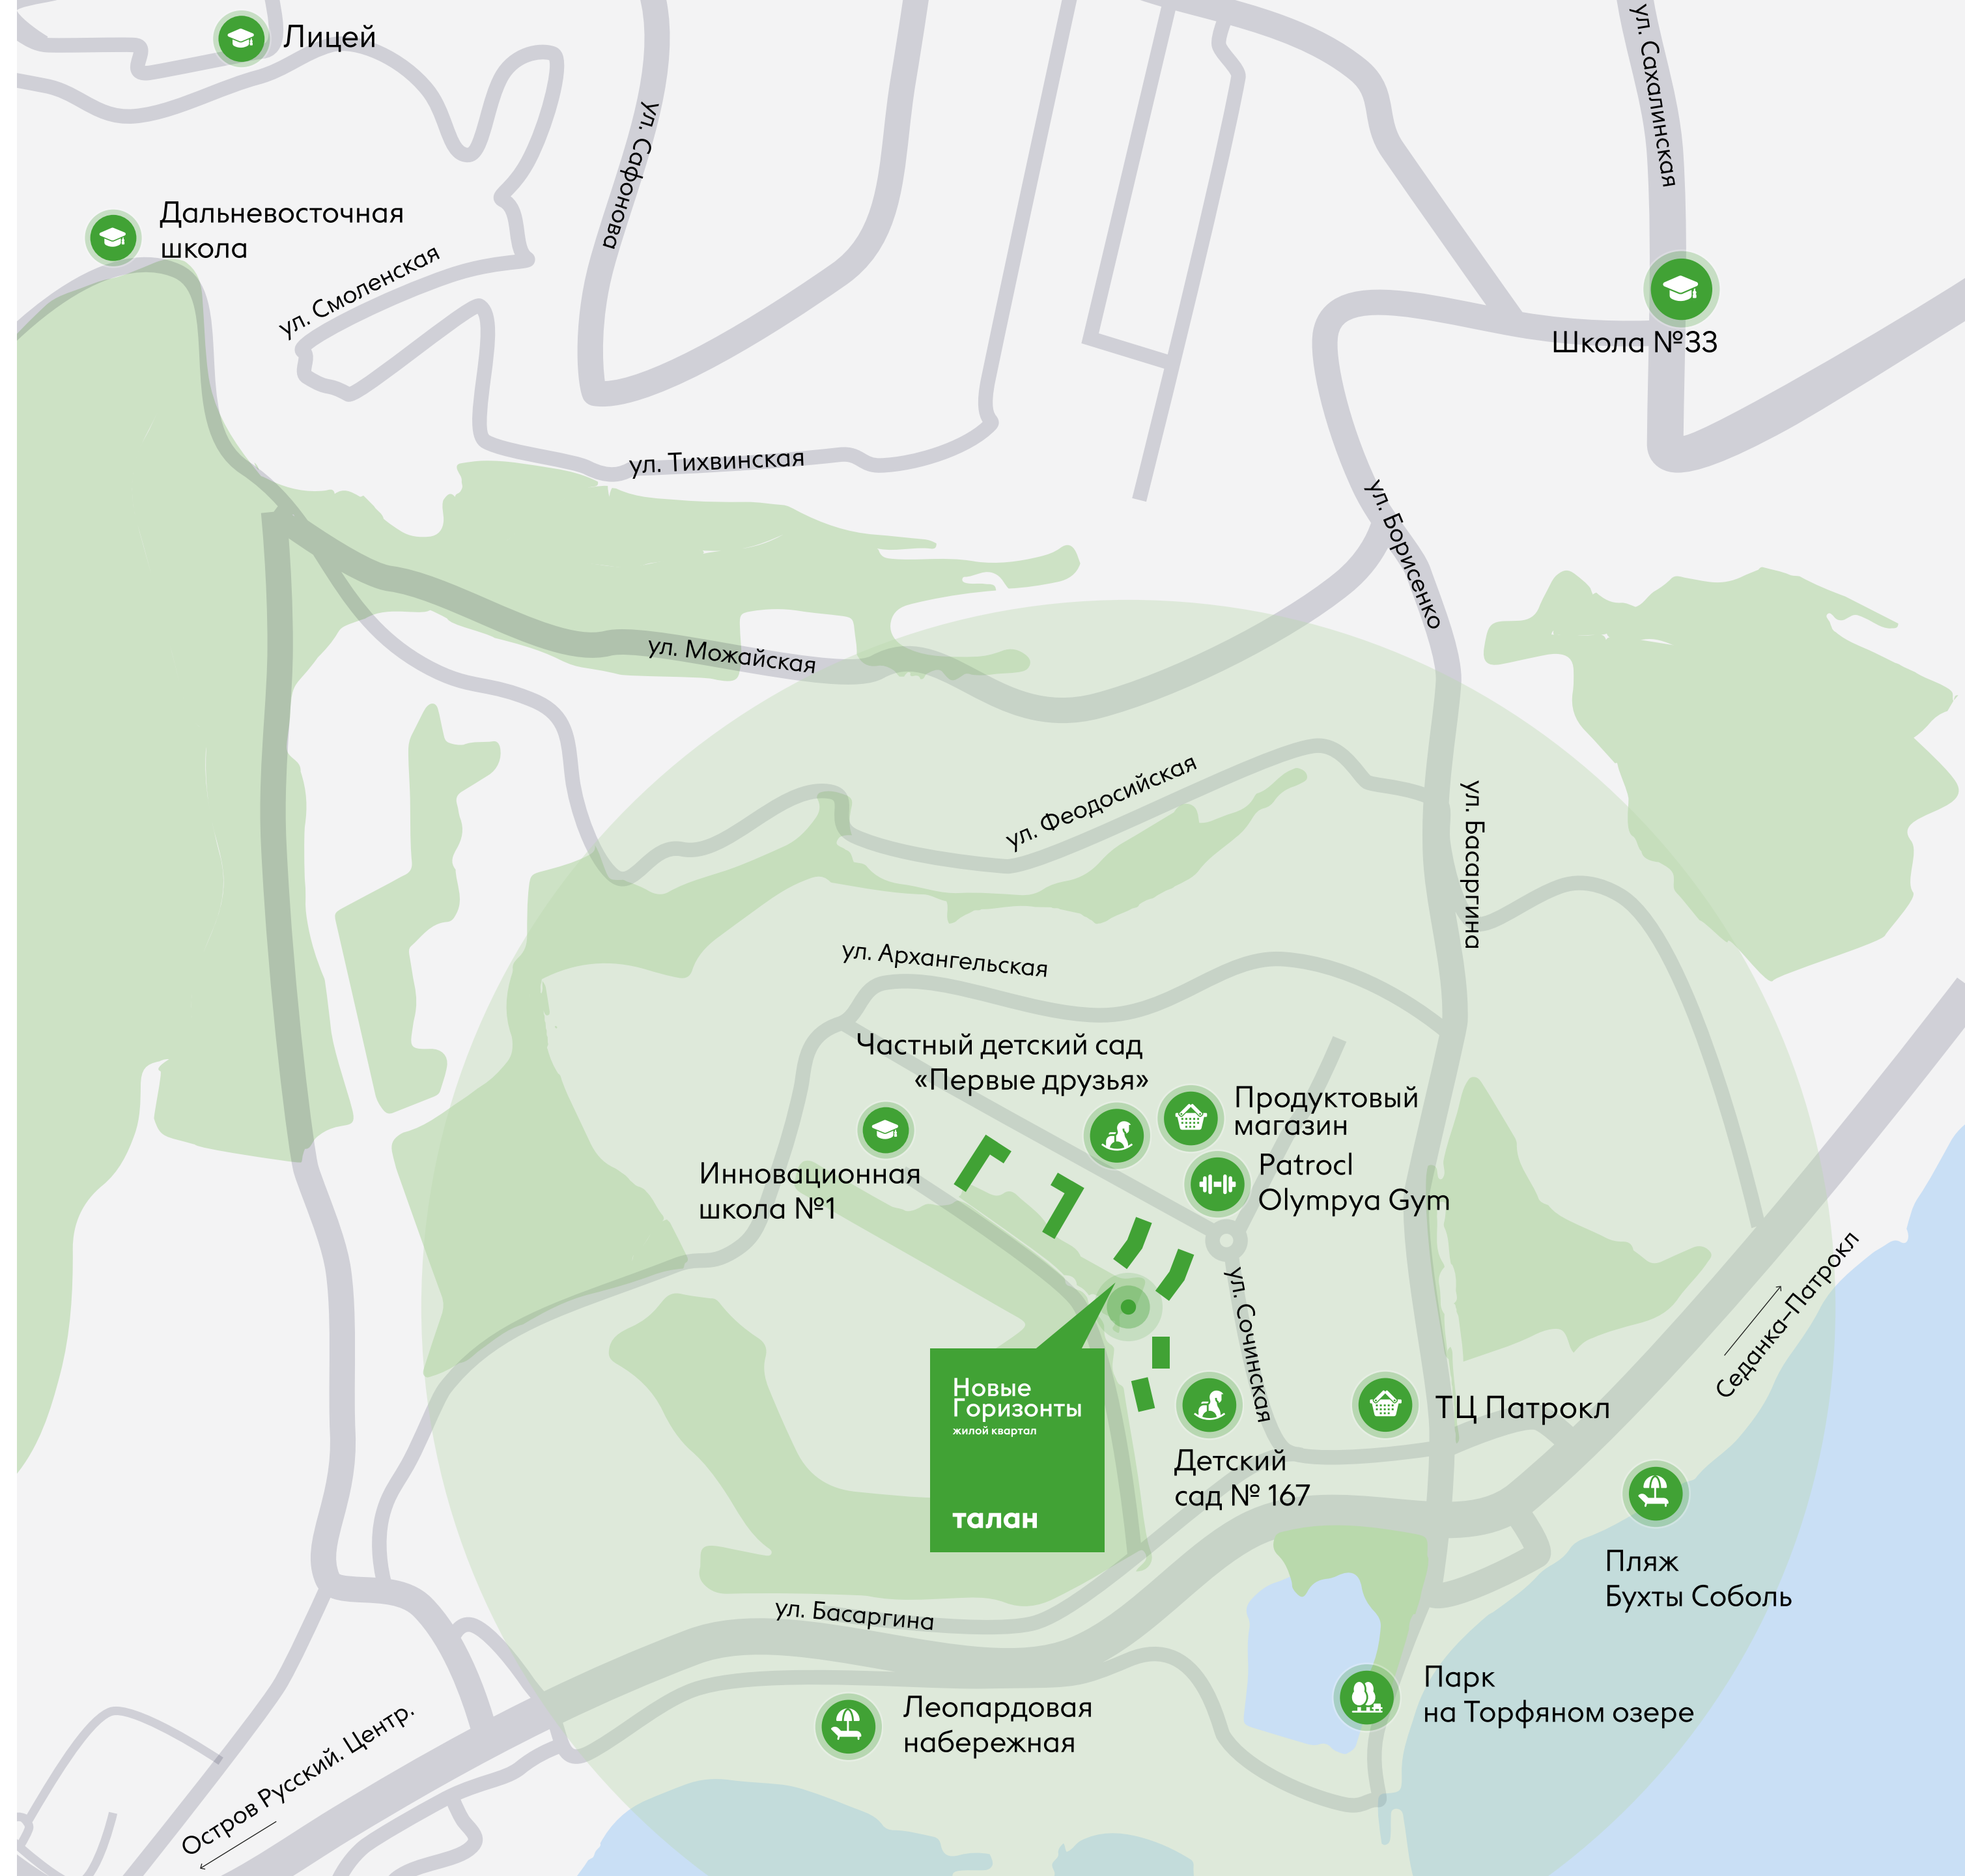 Лицей
ул. Сахалинская
ул. Сафонова
Дальневосточная
школа
ул. Смоленская
Школа №33
ул. Тихвинская
ул. Борисенко
ул. Можайская
ул. Феодосийская
ул. Басаргина
ул. Архангельская
Частный детский сад
«Первые друзья»
Продуктовый
магазин
Patrocl
Olympya Gym
Инновационная
школа №1
ул. Сочинская
Седанка–Патрокл
Новые
Горизонты
жилой квартал
талан
ТЦ Патрокл
Детский
сад № 167
Пляж
Бухты Соболь
ул. Басаргина
Парк
на Торфяном озере
Леопардовая
набережная
Остров Русский. Центр.